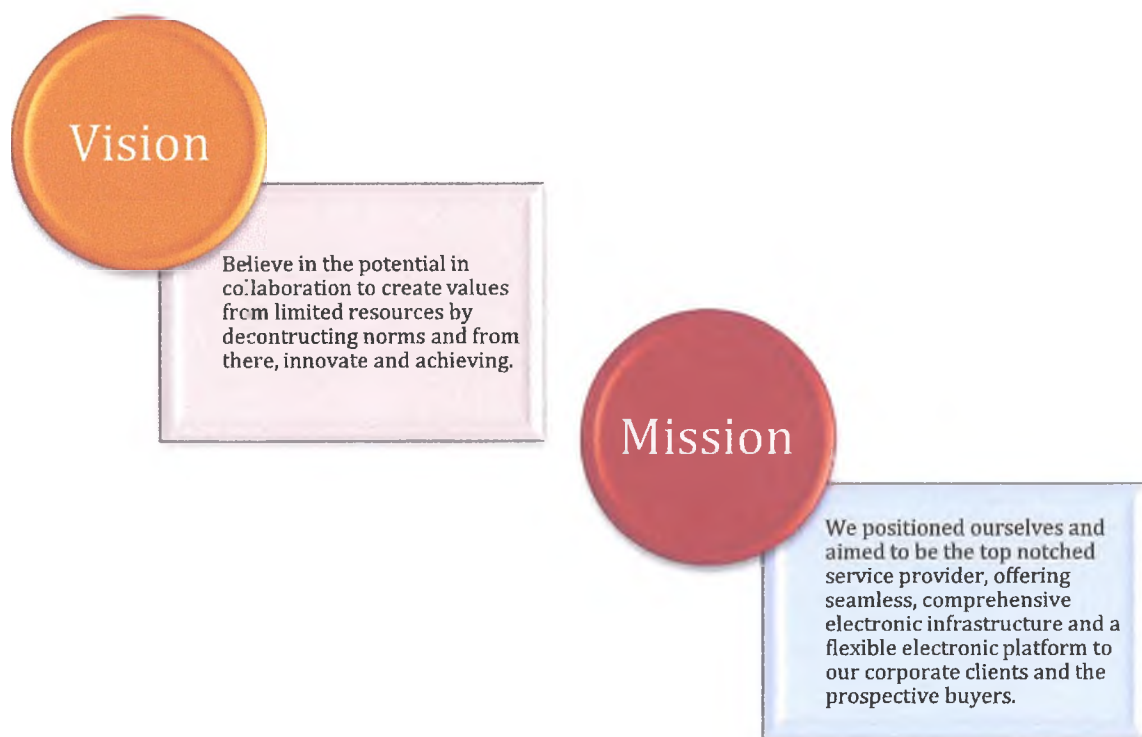 Vision
Believe in the potential in
collaboration to create values
from limited resources by
decontructing norms and from
there, innovate and achieving.
Mission
We positioned ourselves and
aimed to be the top notched
service provider, offering
seamless, comprehensive
electronic infrastructure and a
flexible electronic platform to
our corporate clients and the
prospective buyers.